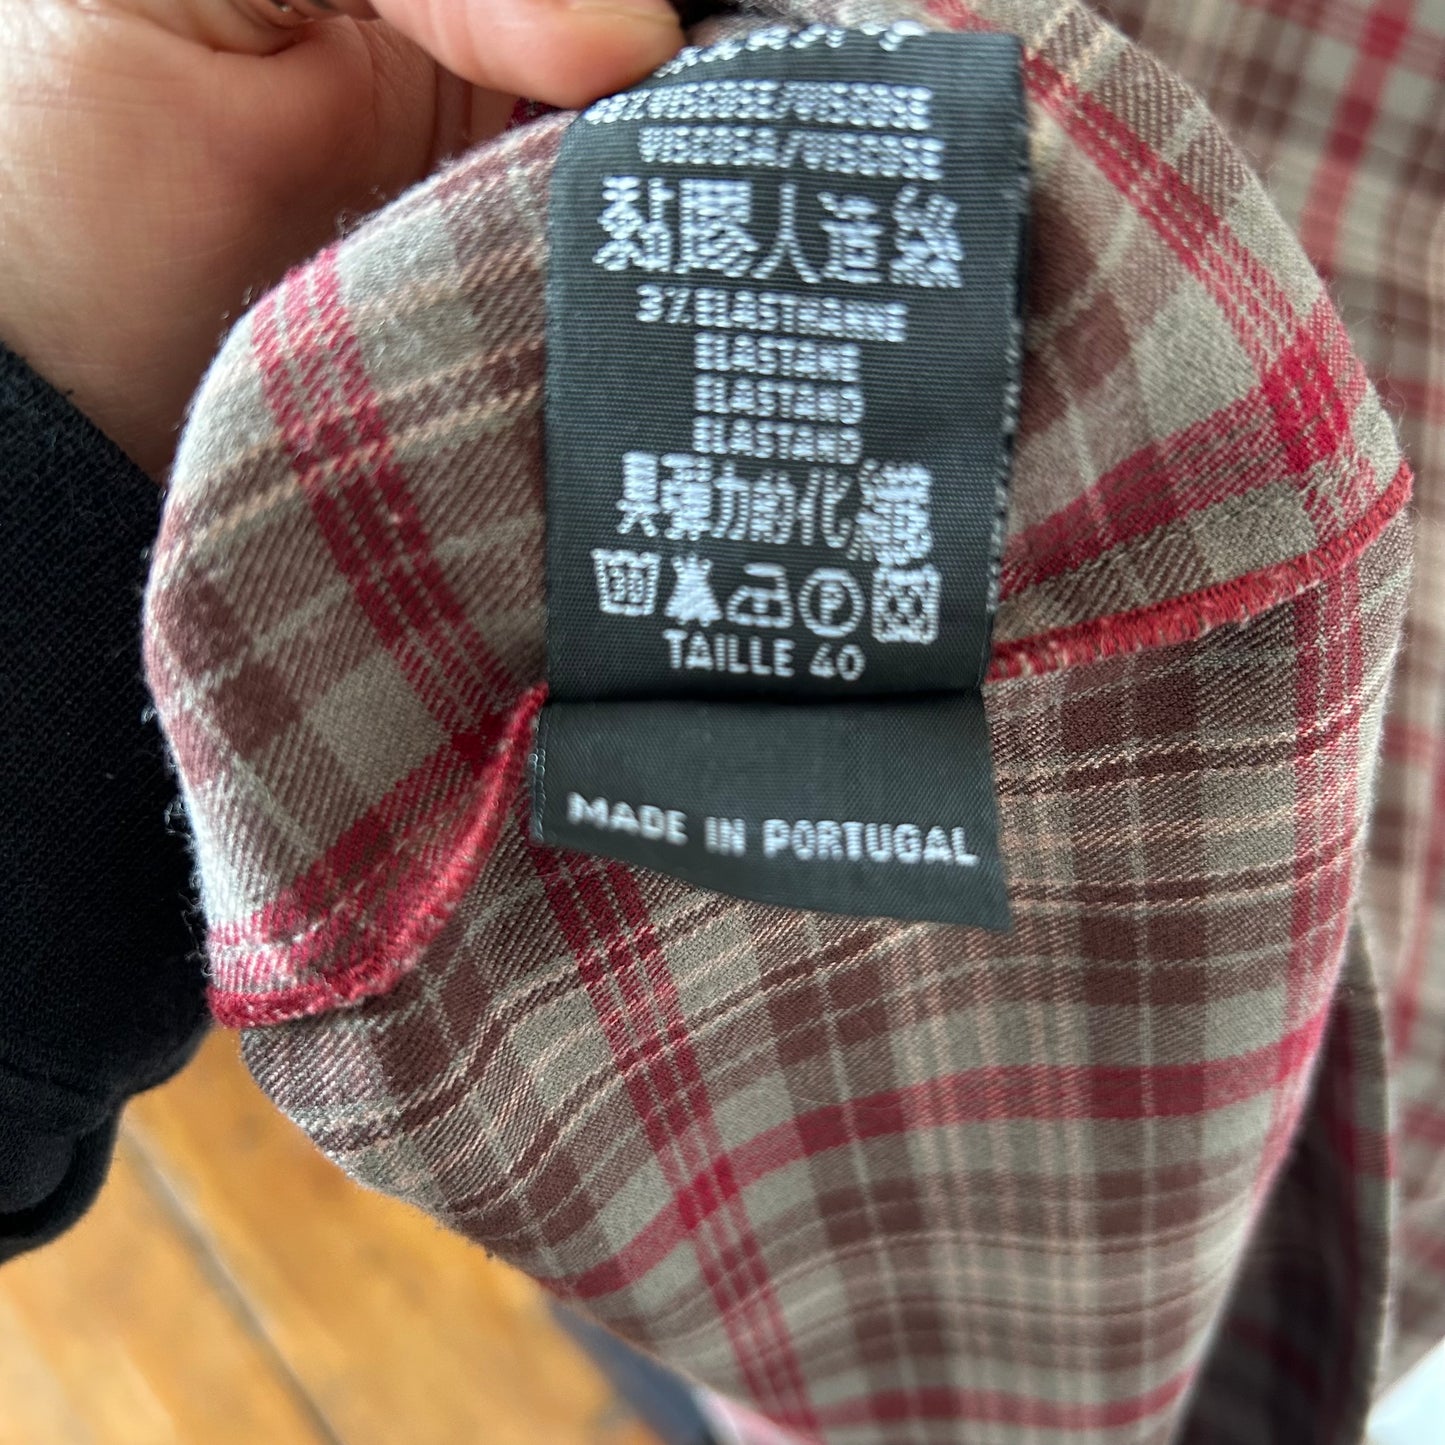 VISCOSE/VISCOSE
VISCOSA/VISCOSE
黏膠人造絲
3% ELASTHANNE
ELASTANE
ELASTANO
ELASTANO
具彈力的化纖
P
TAILLE 40
MADE IN PORTUGAL